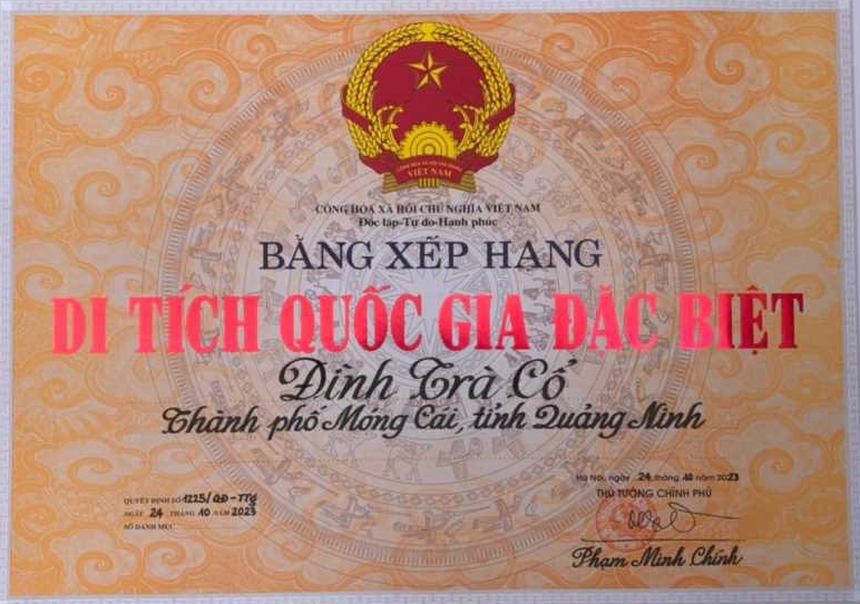 VIỆT NAM
CỘNG HÒA XÃ HỘI CHỦ NGHĨA VIỆT NAM
Độc lập-Tự do-Hạnh phúc
BẰNG XẾP HẠNG
DI TÍCH QUỐC GIA ĐẶC BIỆT
Đình Trà Cổ
Thành phố Móng Cái, tỉnh Quảng Ninh
Hà Nội, ngày 24 tháng 10 năm 2023
THỦ TƯỚNG CHÍNH PHỦ
Phạm Minh Chính
QUYẾT ĐỊNH SỐ 1225/QĐ-TTg
NGÀY 24 THÁNG 10 NĂM 2023
SỐ DANH MỤC